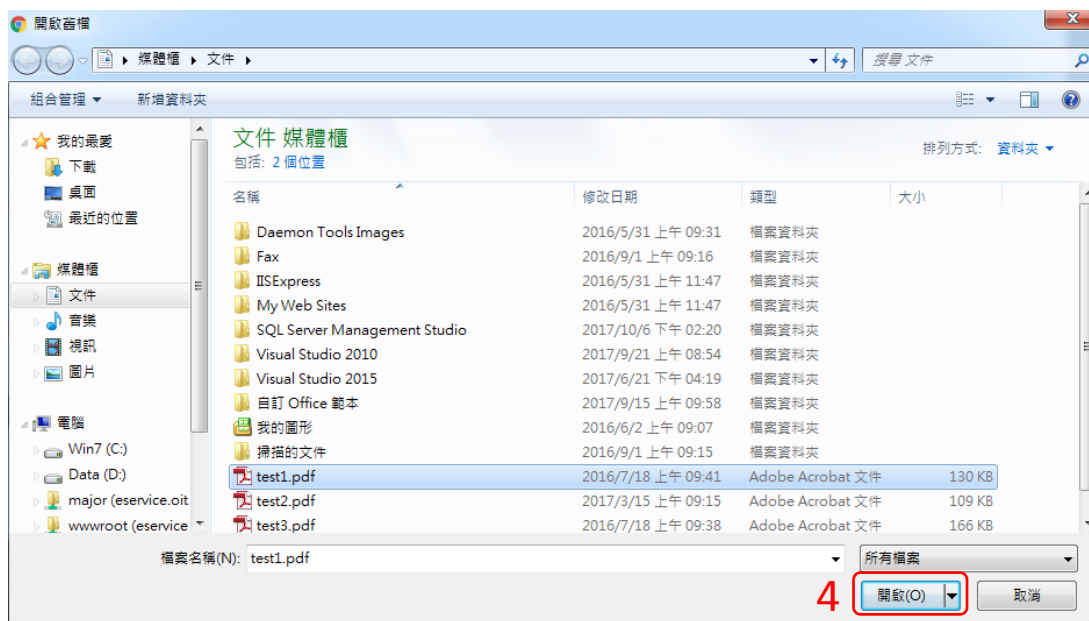 開啟舊檔
媒體櫃 文件
搜尋 文件
組合管理 新增資料夾
我的最愛
下載
桌面
最近的位置
媒體櫃
文件
音樂
視訊
圖片
電腦
Win7 (C:)
Data (D:)
major (eservice.oit
wwwroot (eservice
文件 媒體櫃
包括: 2 個位置
排列方式: 資料夾
名稱 修改日期 類型 大小
Daemon Tools Images 2016/5/31 上午 09:31 檔案資料夾
Fax 2016/9/1 上午 09:16 檔案資料夾
IISExpress 2016/5/31 上午 11:47 檔案資料夾
My Web Sites 2016/5/31 上午 11:47 檔案資料夾
SQL Server Management Studio 2017/10/6 下午 02:20 檔案資料夾
Visual Studio 2010 2017/9/21 上午 08:54 檔案資料夾
Visual Studio 2015 2017/6/21 下午 04:19 檔案資料夾
自訂 Office 範本 2017/9/15 上午 09:58 檔案資料夾
我的圖形 2016/6/2 上午 09:07 檔案資料夾
掃描的文件 2016/9/1 上午 09:15 檔案資料夾
test1.pdf 2016/7/18 上午 09:41 Adobe Acrobat 文件 130 KB
test2.pdf 2017/3/15 上午 09:15 Adobe Acrobat 文件 109 KB
test3.pdf 2016/7/18 上午 09:38 Adobe Acrobat 文件 166 KB
檔案名稱(N): test1.pdf 所有檔案
4 開啟(O) 取消